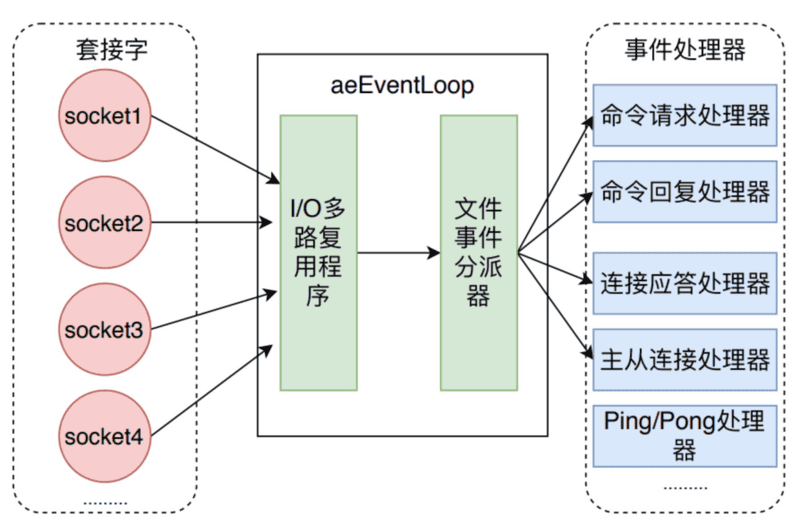 套接字
socket1
socket2
socket3
socket4
.........
aeEventLoop
I/O多
路复
用程
序
文件
事件
分派
器
事件处理器
命令请求处理器
命令回复处理器
连接应答处理器
主从连接处理器
Ping/Pong处理
器
.........